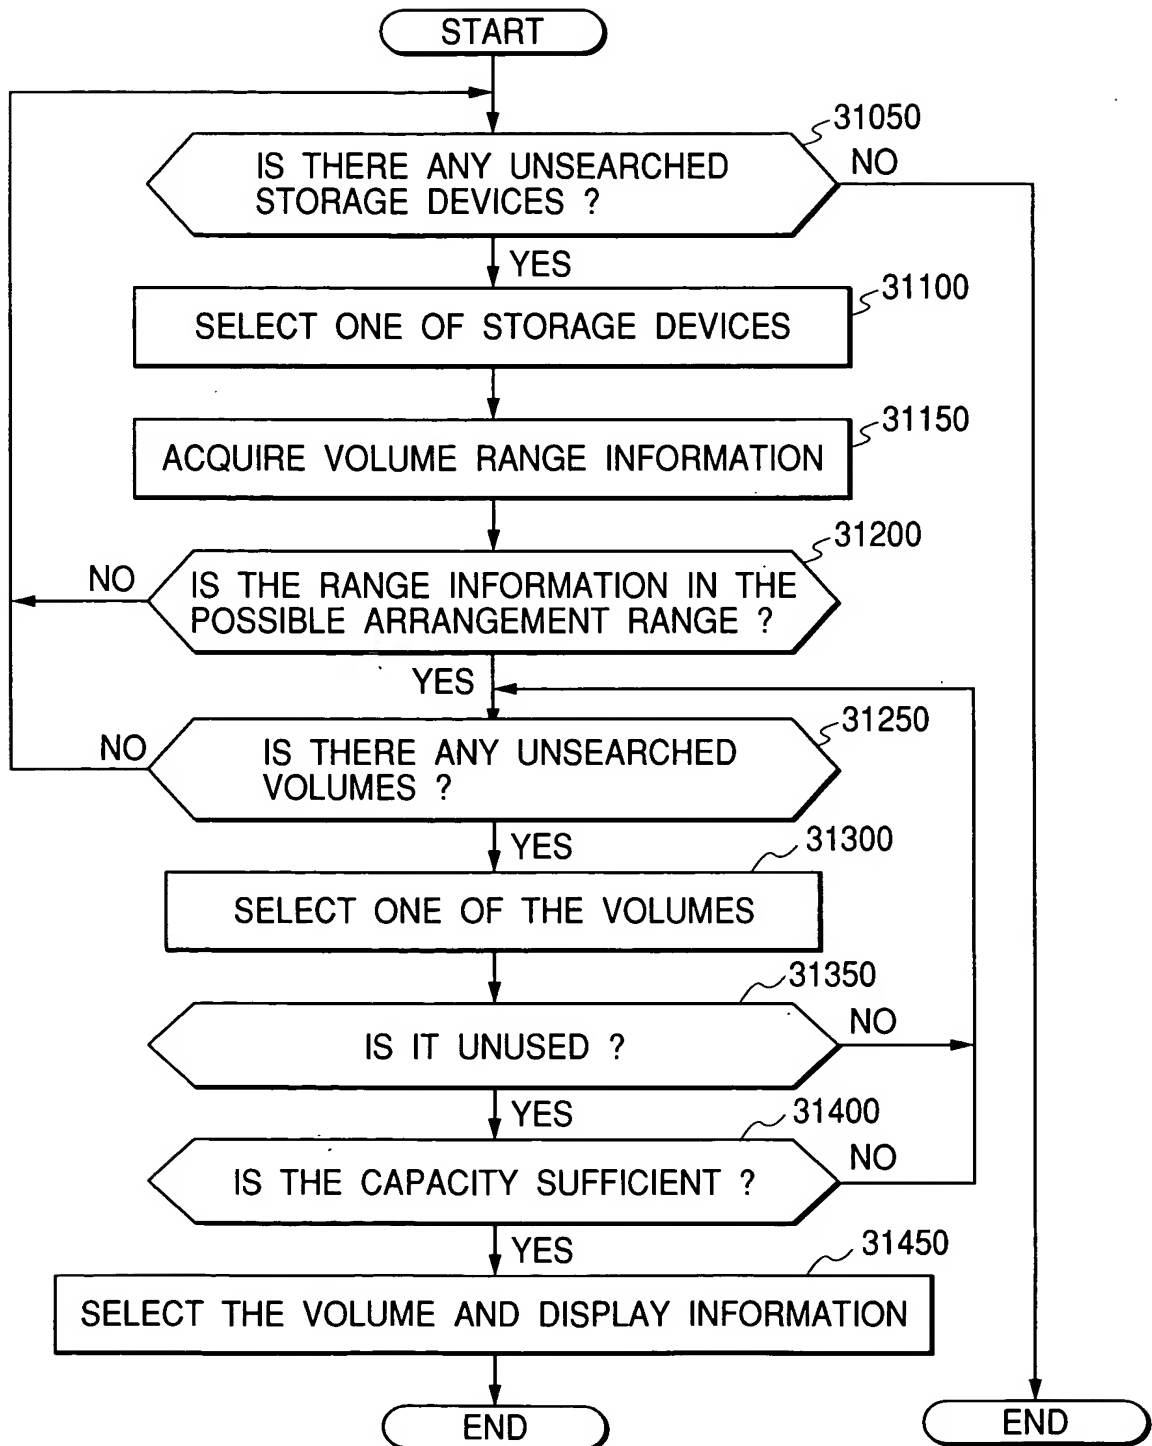 START
31050
IS THERE ANY UNSEARCHED
STORAGE DEVICES ?
NO
YES
31100
SELECT ONE OF STORAGE DEVICES
31150
ACQUIRE VOLUME RANGE INFORMATION
31200
NO
IS THE RANGE INFORMATION IN THE
POSSIBLE ARRANGEMENT RANGE ?
YES
31250
NO
IS THERE ANY UNSEARCHED
VOLUMES ?
YES
31300
SELECT ONE OF THE VOLUMES
31350
NO
IS IT UNUSED ?
YES
31400
NO
IS THE CAPACITY SUFFICIENT ?
YES
31450
SELECT THE VOLUME AND DISPLAY INFORMATION
END
END